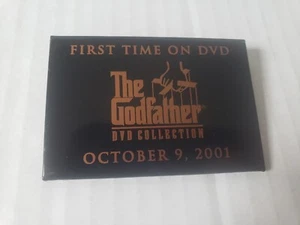 FIRST TIME ON DVD
The
Godfather
DVD COLLECTION
OCTOBER 9, 2001